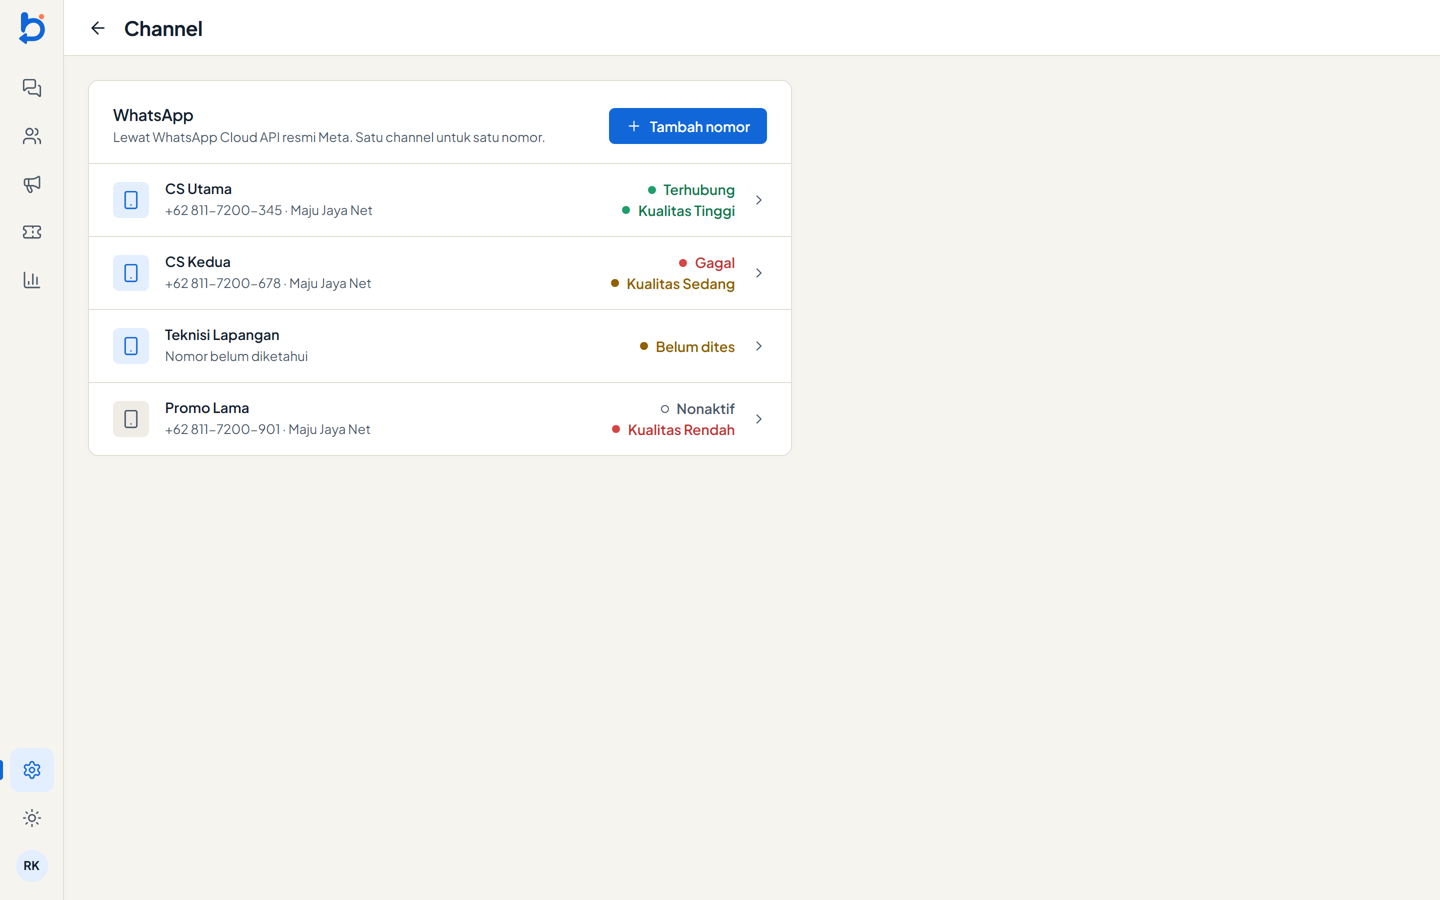 Channel
WhatsApp
Lewat WhatsApp Cloud API resmi Meta. Satu channel untuk satu nomor.
Tambah nomor
CS Utama
+62 811-7200-345 · Maju Jaya Net
Terhubung
Kualitas Tinggi
CS Kedua
+62 811-7200-678 · Maju Jaya Net
Gagal
Kualitas Sedang
Teknisi Lapangan
Nomor belum diketahui
Belum dites
Promo Lama
+62 811-7200-901 · Maju Jaya Net
Nonaktif
Kualitas Rendah
RK